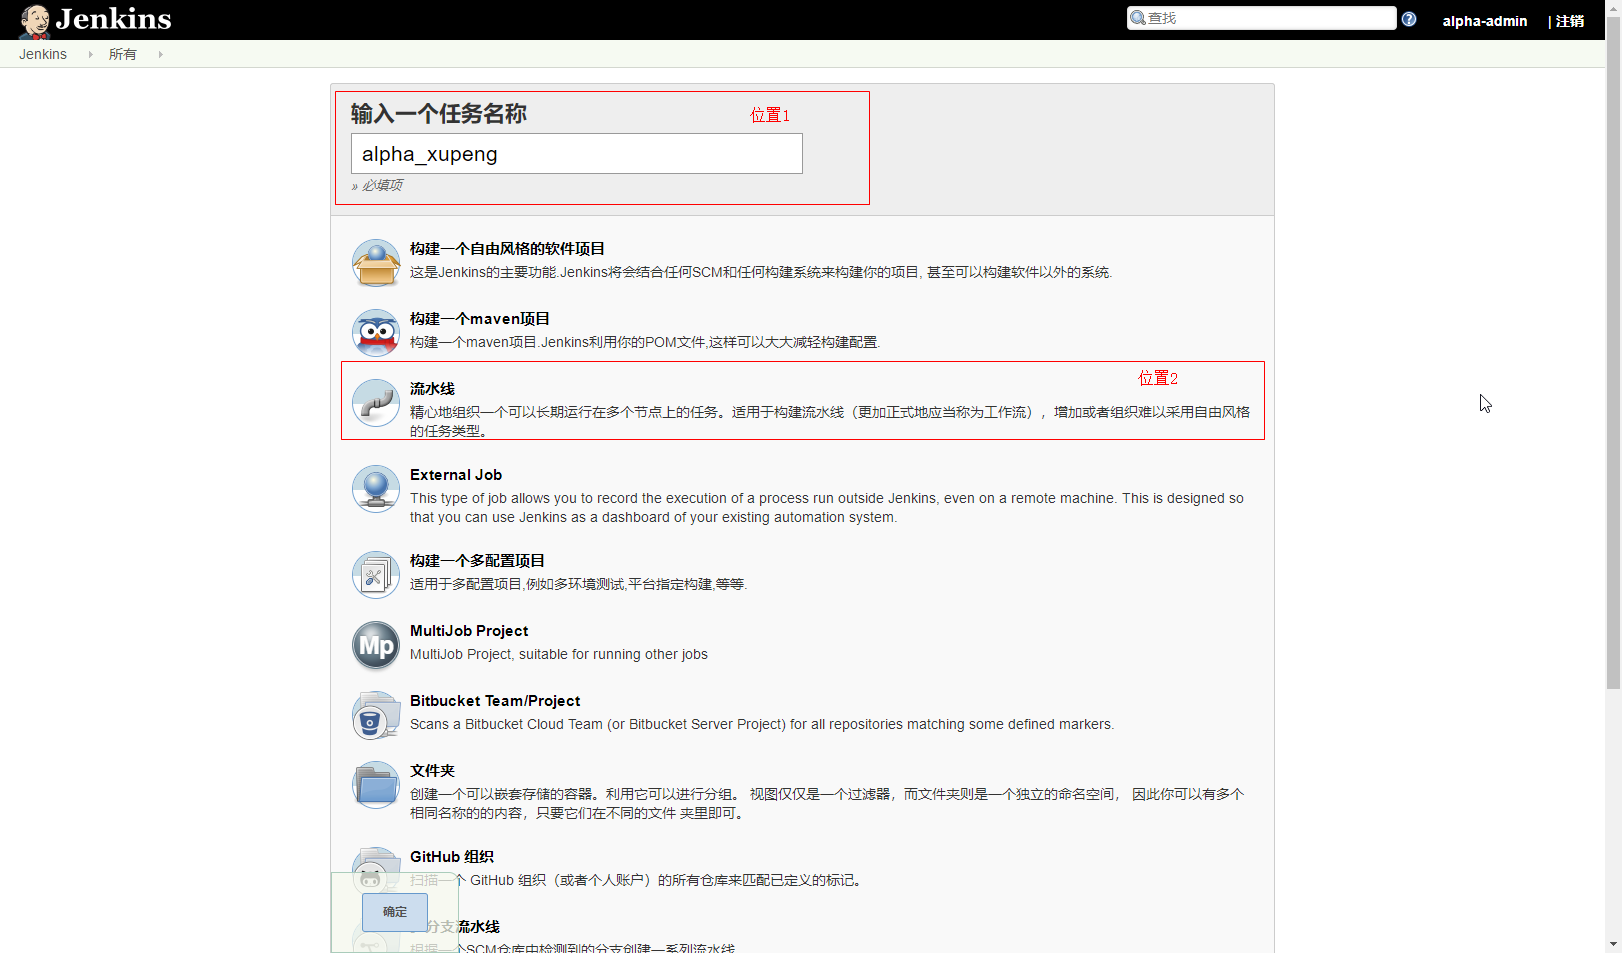 Jenkins
查找
alpha-admin
| 注销
Jenkins
所有
输入一个任务名称
位置1
alpha_xupeng
» 必填项
构建一个自由风格的软件项目
这是Jenkins的主要功能.Jenkins将会结合任何SCM和任何构建系统来构建你的项目, 甚至可以构建软件以外的系统.
构建一个maven项目
构建一个maven项目.Jenkins利用你的POM文件,这样可以大大减轻构建配置.
位置2
流水线
精心地组织一个可以长期运行在多个节点上的任务。适用于构建流水线（更加正式地应当称为工作流），增加或者组织难以采用自由风格
的任务类型。
External Job
This type of job allows you to record the execution of a process run outside Jenkins, even on a remote machine. This is designed so
that you can use Jenkins as a dashboard of your existing automation system.
构建一个多配置项目
适用于多配置项目,例如多环境测试,平台指定构建,等等.
Mp
MultiJob Project
MultiJob Project, suitable for running other jobs
Bitbucket Team/Project
Scans a Bitbucket Cloud Team (or Bitbucket Server Project) for all repositories matching some defined markers.
文件夹
创建一个可以嵌套存储的容器。利用它可以进行分组。 视图仅仅是一个过滤器，而文件夹则是一个独立的命名空间， 因此你可以有多个
相同名称的的内容，只要它们在不同的文件 夹里即可。
GitHub 组织
扫描一个 GitHub 组织（或者个人账户）的所有仓库来匹配已定义的标记。
确定
分支流水线
根据一个SCM仓库中检测到的分支创建一系列流水线